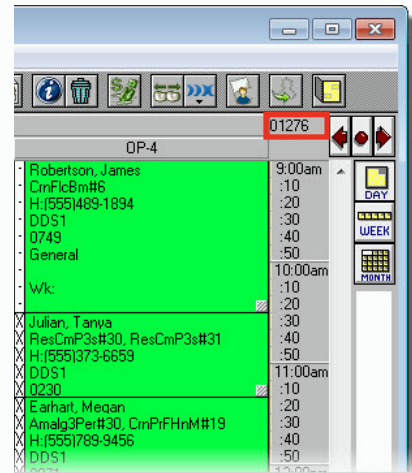 01276
OP-4
Robertson, James
CrnFlcBm#6
H:(555)489-1894
DDS1
0749
General
Wk:
Julian, Tanya
ResCmP3s#30, ResCmP3s#31
H:(555)373-6659
DDS1
0230
Earhart, Megan
Amalg3Per#30, CrnPrFHnM#19
H:(555)789-9456
DDS1
9:00am
:10
:20
:30
:40
:50
10:00am
:10
:20
:30
:40
:50
11:00am
:10
:20
:30
:40
:50
DAY
WEEK
MONTH